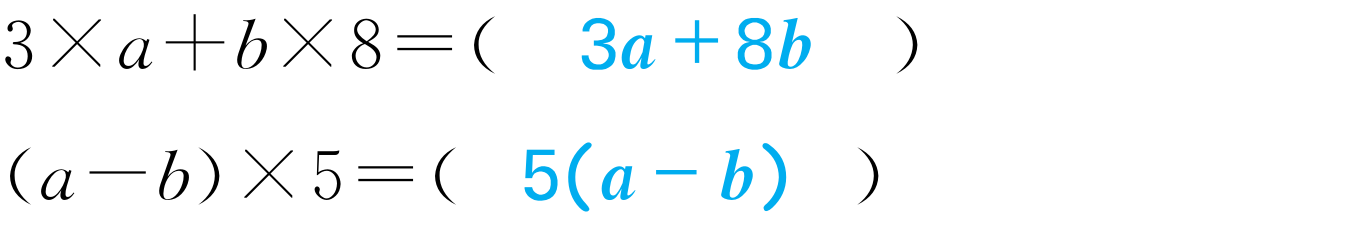 3×a+b×8=( 3a+8b )
(a-b)×5=( 5(a-b) )